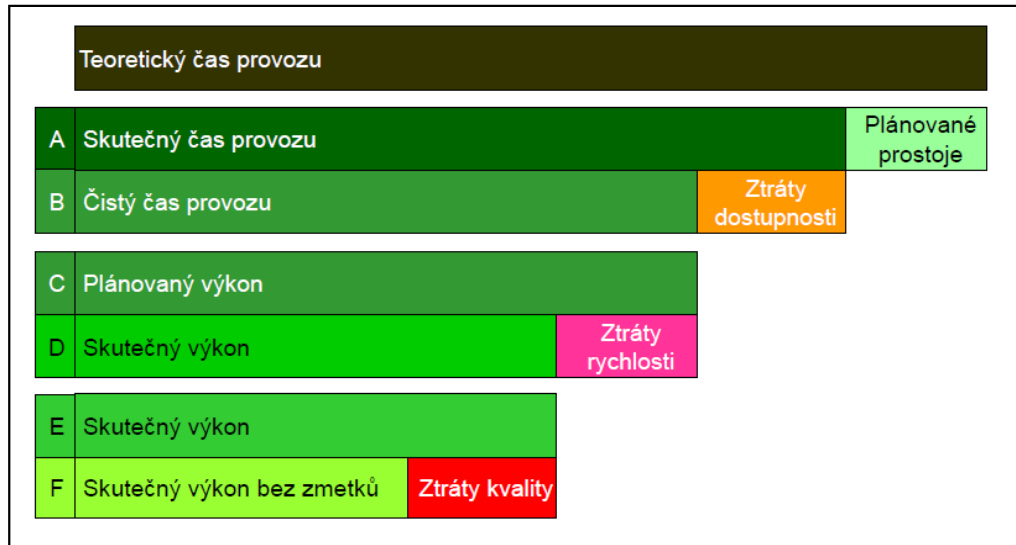 Teoretický čas provozu
A Skutečný čas provozu Plánované
prostoje
B Čistý čas provozu Ztráty
dostupnosti
C Plánovaný výkon
D Skutečný výkon Ztráty
rychlosti
E Skutečný výkon
F Skutečný výkon bez zmetků Ztráty kvality